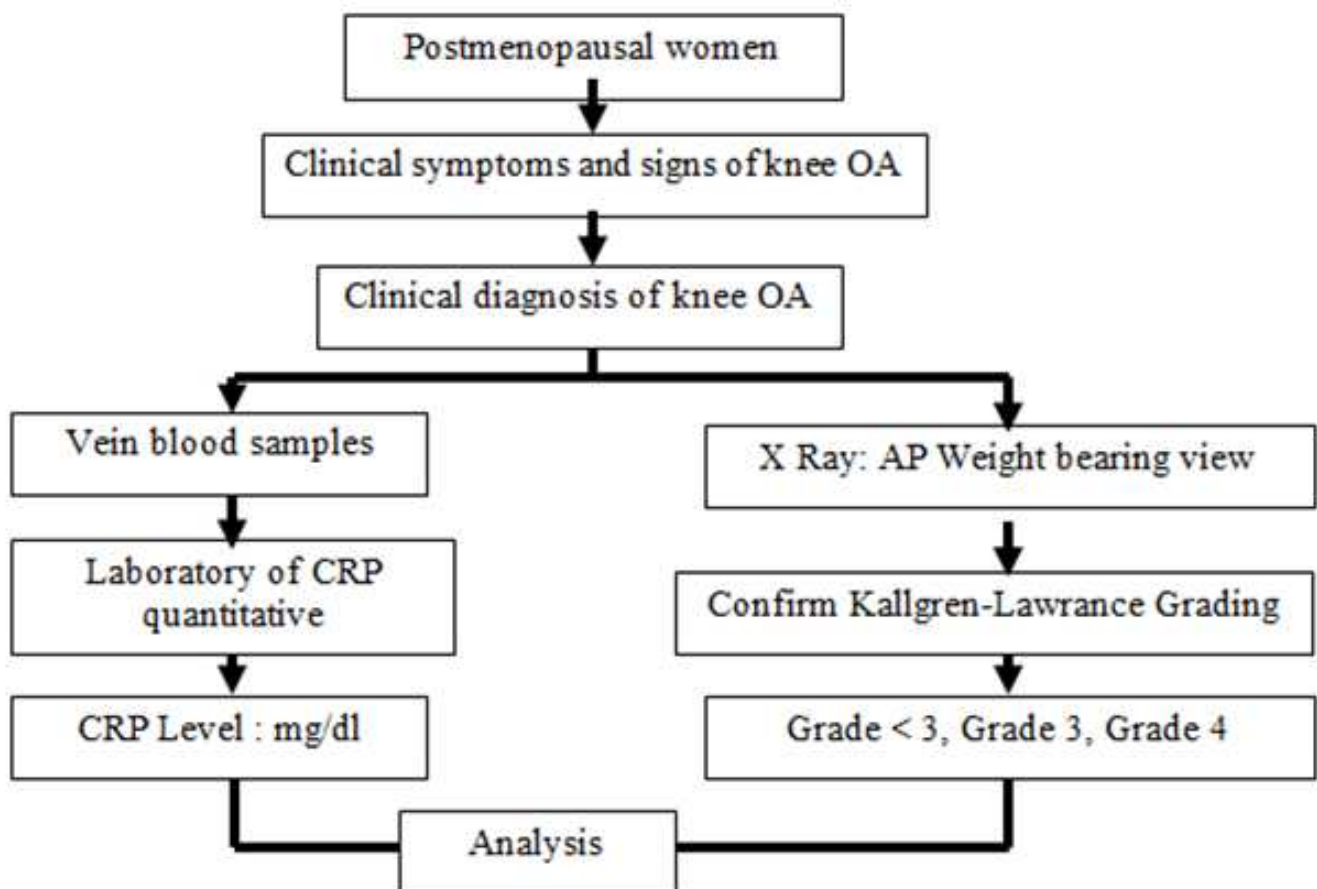 Postmenopausal women
Clinical symptoms and signs of knee OA
Clinical diagnosis of knee OA
Vein blood samples
X Ray: AP Weight bearing view
Laboratory of CRP
quantitative
Confirm Kallgren-Lawrance Grading
CRP Level : mg/dl
Grade < 3, Grade 3, Grade 4
Analysis